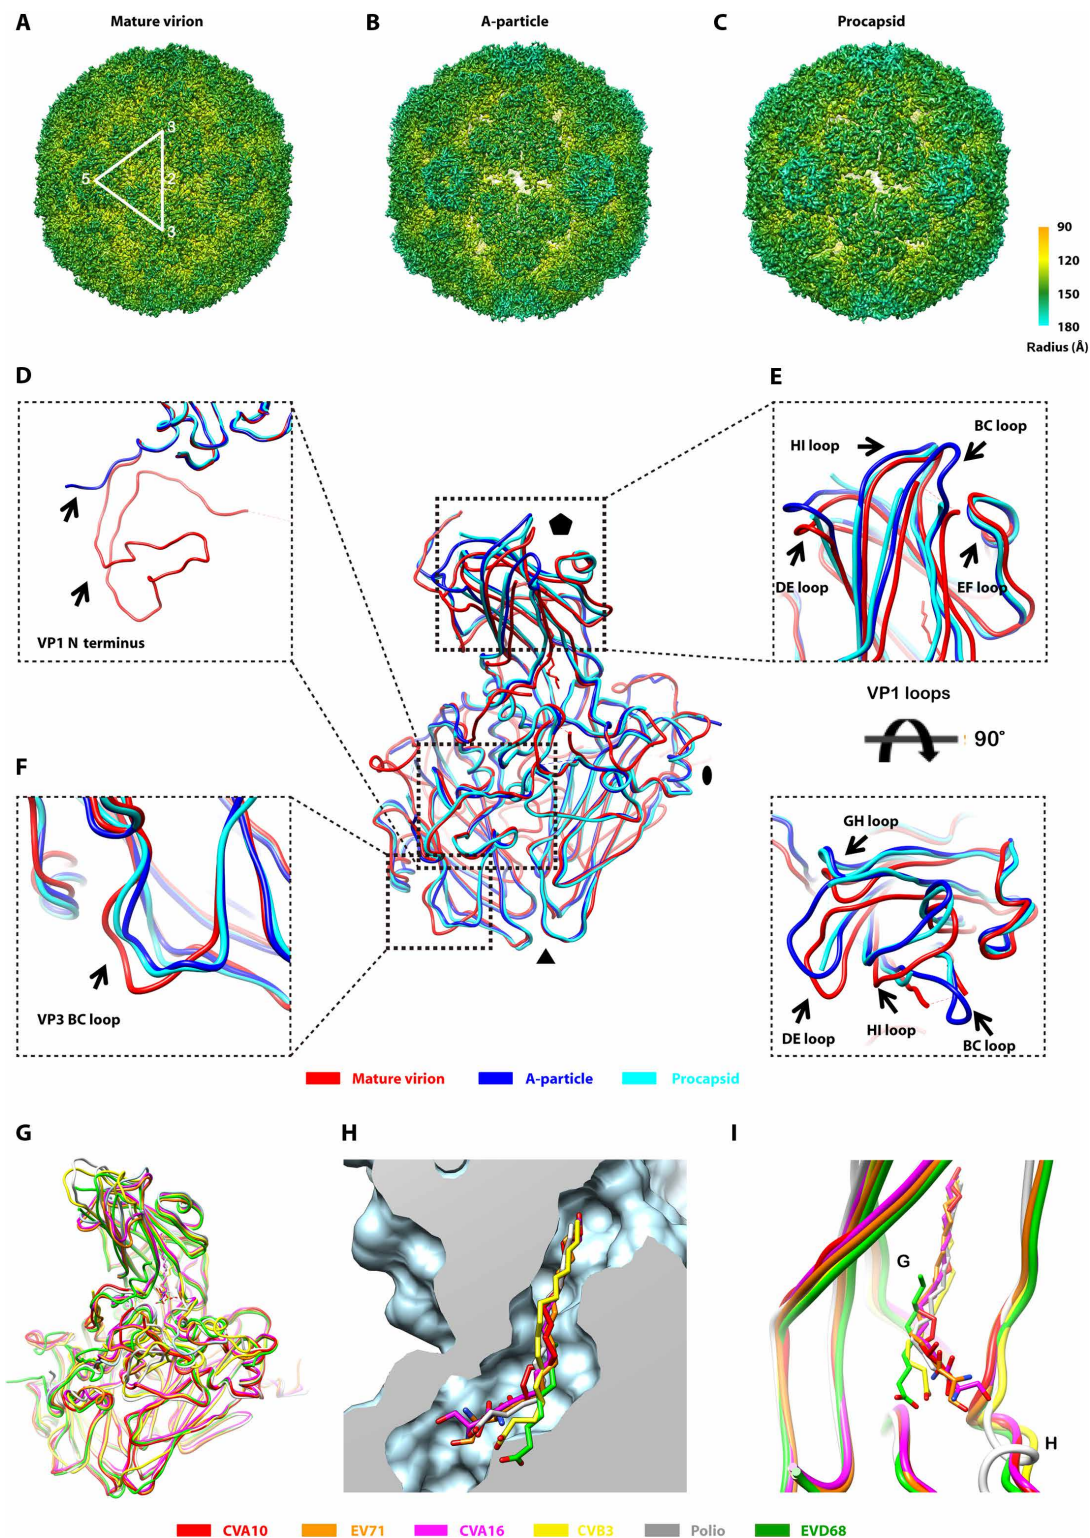 A
Mature virion
B
A-particle
C
Procapsid
3
5
2
3
90
120
150
180
Radius (Å)
D
VP1 N terminus
E
HI loop
BC loop
DE loop
EF loop
VP1 loops
90°
F
VP3 BC loop
GH loop
DE loop
HI loop
BC loop
Mature virion
A-particle
Procapsid
G
H
I
G
H
CVA10
EV71
CVA16
CVB3
Polio
EVD68